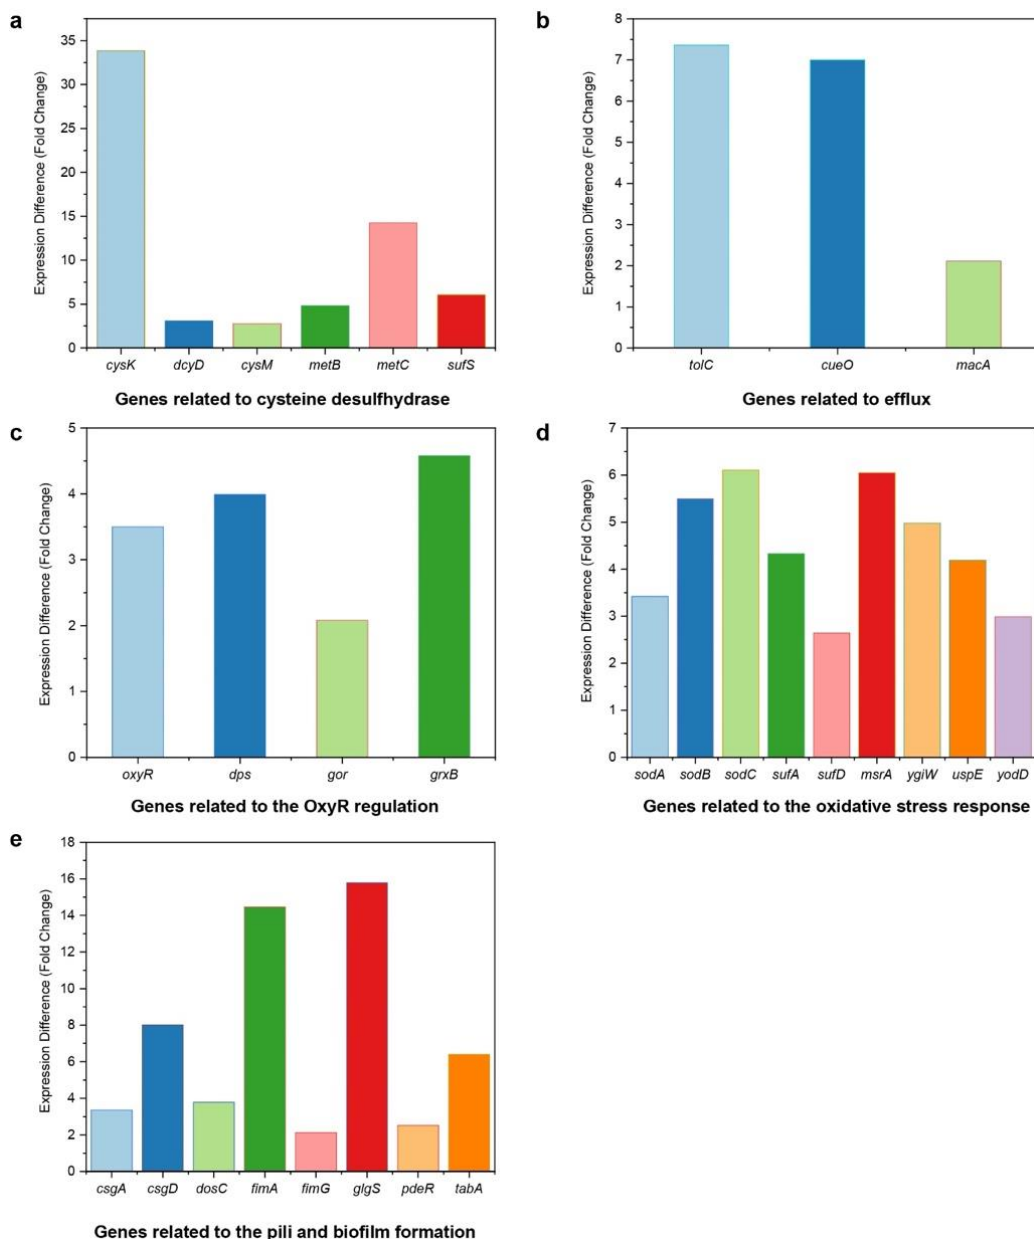 a
Expression Difference (Fold Change)
35
30
25
20
15
10
5
0
cysK dcyD cysM metB metC sufS
Genes related to cysteine desulfhydrase
b
Expression Difference (Fold Change)
8
7
6
5
4
3
2
1
0
tolC cueO macA
Genes related to efflux
c
Expression Difference (Fold Change)
5
4
3
2
1
0
oxyR dps gor grxB
Genes related to the OxyR regulation
d
Expression Difference (Fold Change)
7
6
5
4
3
2
1
0
sodA sodB sodC sufA sufD msrA ygiW uspE yodD
Genes related to the oxidative stress response
e
Expression Difference (Fold Change)
18
16
14
12
10
8
6
4
2
0
csgA csgD dosC fimA fimG glgS pdeR tabA
Genes related to the pili and biofilm formation